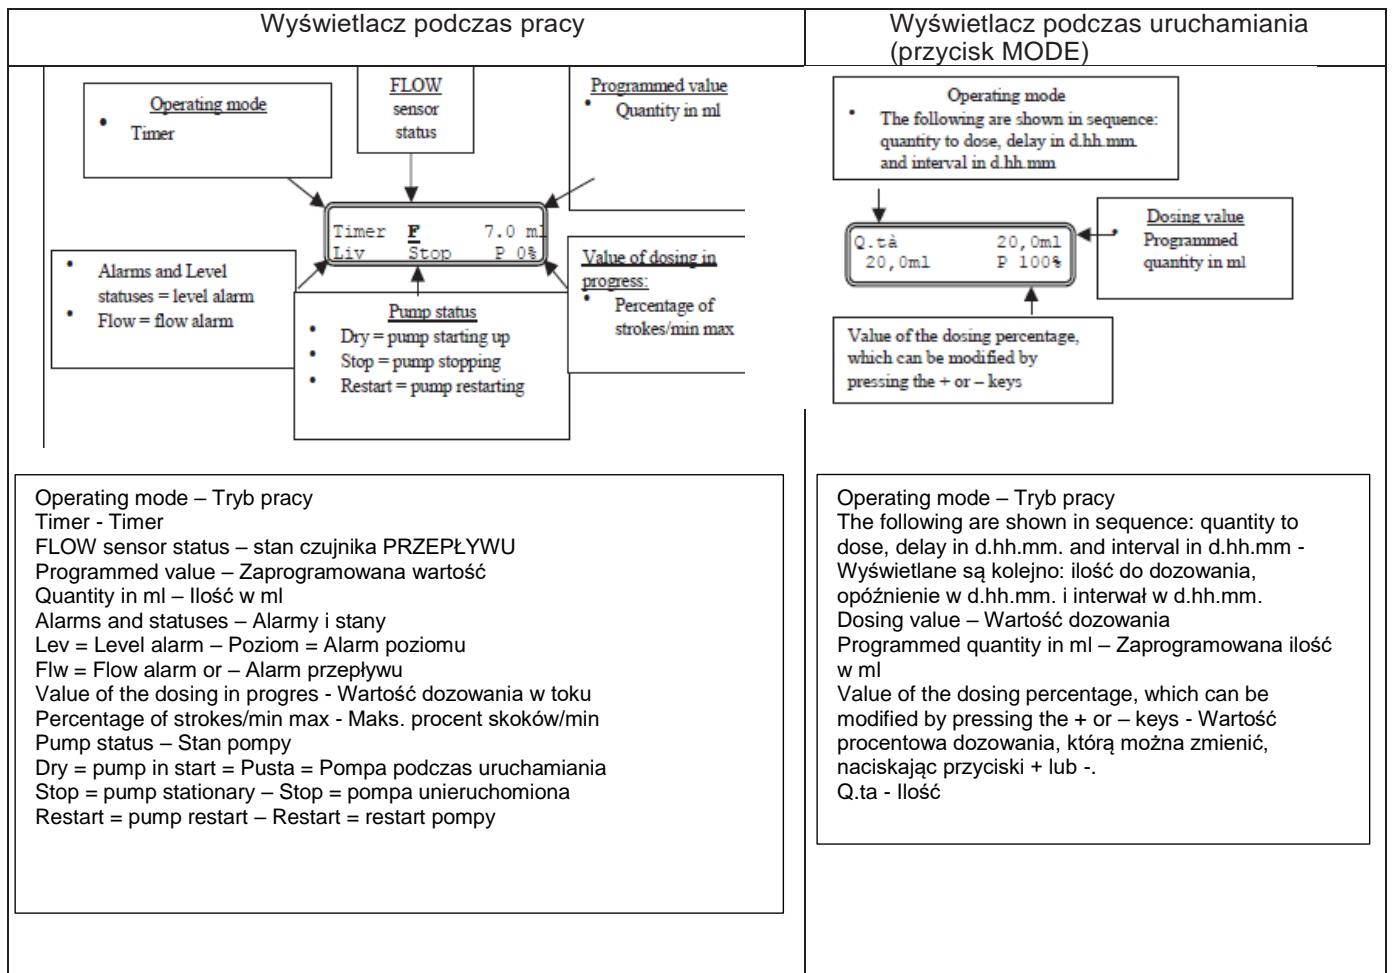 Wyświetlacz podczas pracy
Wyświetlacz podczas uruchamiania
(przycisk MODE)
Operating mode
• Timer
FLOW
sensor
status
Programmed value
• Quantity in ml
Timer F 7.0 ml
Liv Stop P 0%
• Alarms and Level
statuses = level alarm
• Flow = flow alarm
Pump status
• Dry = pump starting up
• Stop = pump stopping
• Restart = pump restarting
Value of dosing in
progress:
• Percentage of
strokes/min max
Operating mode
• The following are shown in sequence:
quantity to dose, delay in d.hh.mm.
and interval in d.hh.mm
Q.tà 20,0ml
20,0ml P 100%
Dosing value
• Programmed
quantity in ml
Value of the dosing percentage,
which can be modified by
pressing the + or – keys
Operating mode – Tryb pracy
Timer - Timer
FLOW sensor status – stan czujnika PRZEPŁYWU
Programmed value – Zaprogramowana wartość
Quantity in ml – Ilość w ml
Alarms and statuses – Alarmy i stany
Lev = Level alarm – Poziom = Alarm poziomu
Flw = Flow alarm or – Alarm przepływu
Value of the dosing in progres - Wartość dozowania w toku
Percentage of strokes/min max - Maks. procent skoków/min
Pump status – Stan pompy
Dry = pump in start = Pusta = Pompa podczas uruchamiania
Stop = pump stationary – Stop = pompa unieruchomiona
Restart = pump restart – Restart = restart pompy
Operating mode – Tryb pracy
The following are shown in sequence: quantity to
dose, delay in d.hh.mm. and interval in d.hh.mm -
Wyświetlane są kolejno: ilość do dozowania,
opóźnienie w d.hh.mm. i interwał w d.hh.mm.
Dosing value – Wartość dozowania
Programmed quantity in ml – Zaprogramowana ilość
w ml
Value of the dosing percentage, which can be
modified by pressing the + or – keys - Wartość
procentowa dozowania, którą można zmienić,
naciskając przyciski + lub -.
Q.ta - Ilość